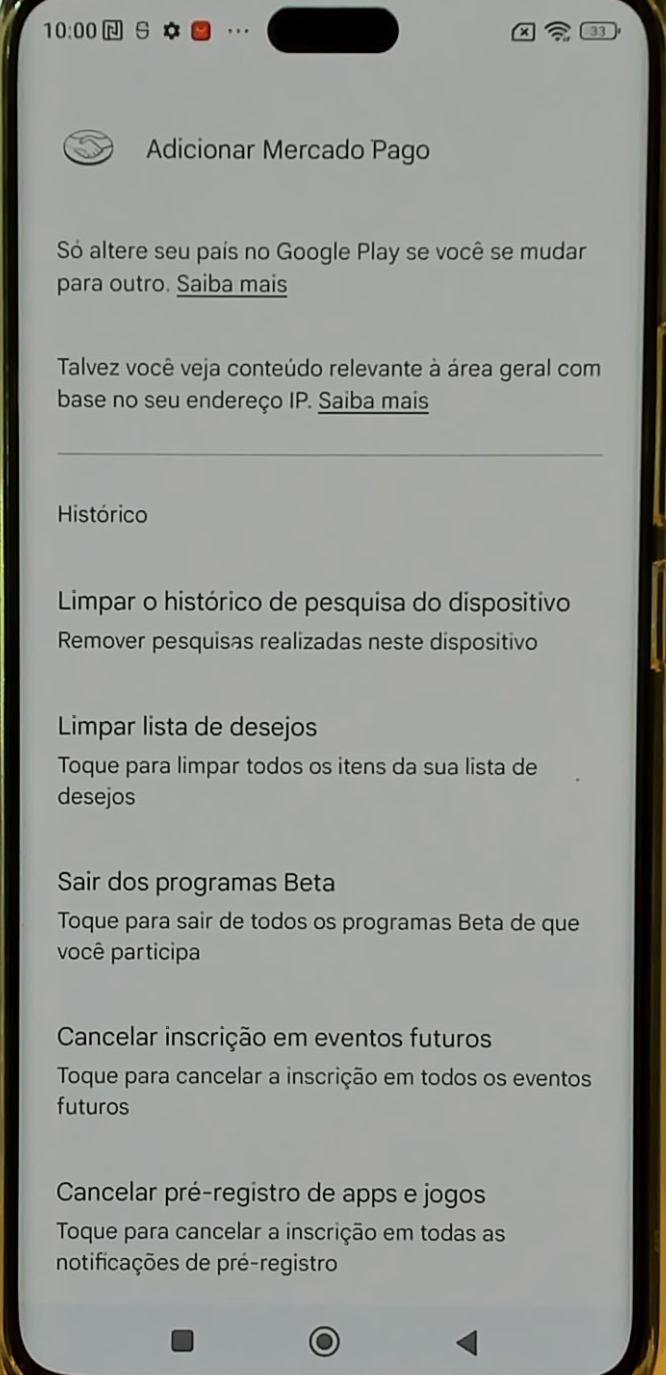 10:00
33
Adicionar Mercado Pago
Só altere seu país no Google Play se você se mudar
para outro. Saiba mais
Talvez você veja conteúdo relevante à área geral com
base no seu endereço IP. Saiba mais
Histórico
Limpar o histórico de pesquisa do dispositivo
Remover pesquisas realizadas neste dispositivo
Limpar lista de desejos
Toque para limpar todos os itens da sua lista de
desejos
Sair dos programas Beta
Toque para sair de todos os programas Beta de que
você participa
Cancelar inscrição em eventos futuros
Toque para cancelar a inscrição em todos os eventos
futuros
Cancelar pré-registro de apps e jogos
Toque para cancelar a inscrição em todas as
notificações de pré-registro